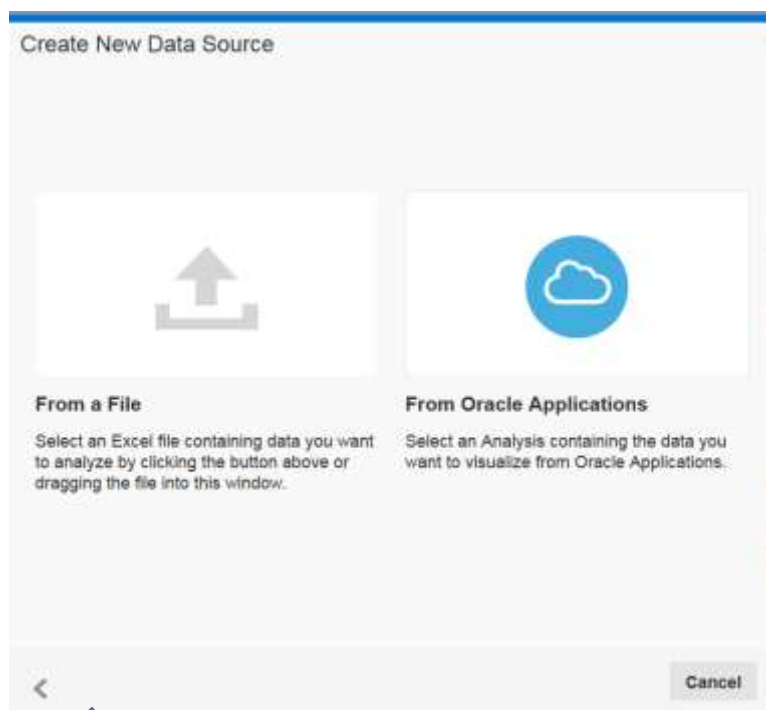 Create New Data Source
From a File
Select an Excel file containing data you want
to analyze by clicking the button above or
dragging the file into this window.
From Oracle Applications
Select an Analysis containing the data you
want to visualize from Oracle Applications.
Cancel